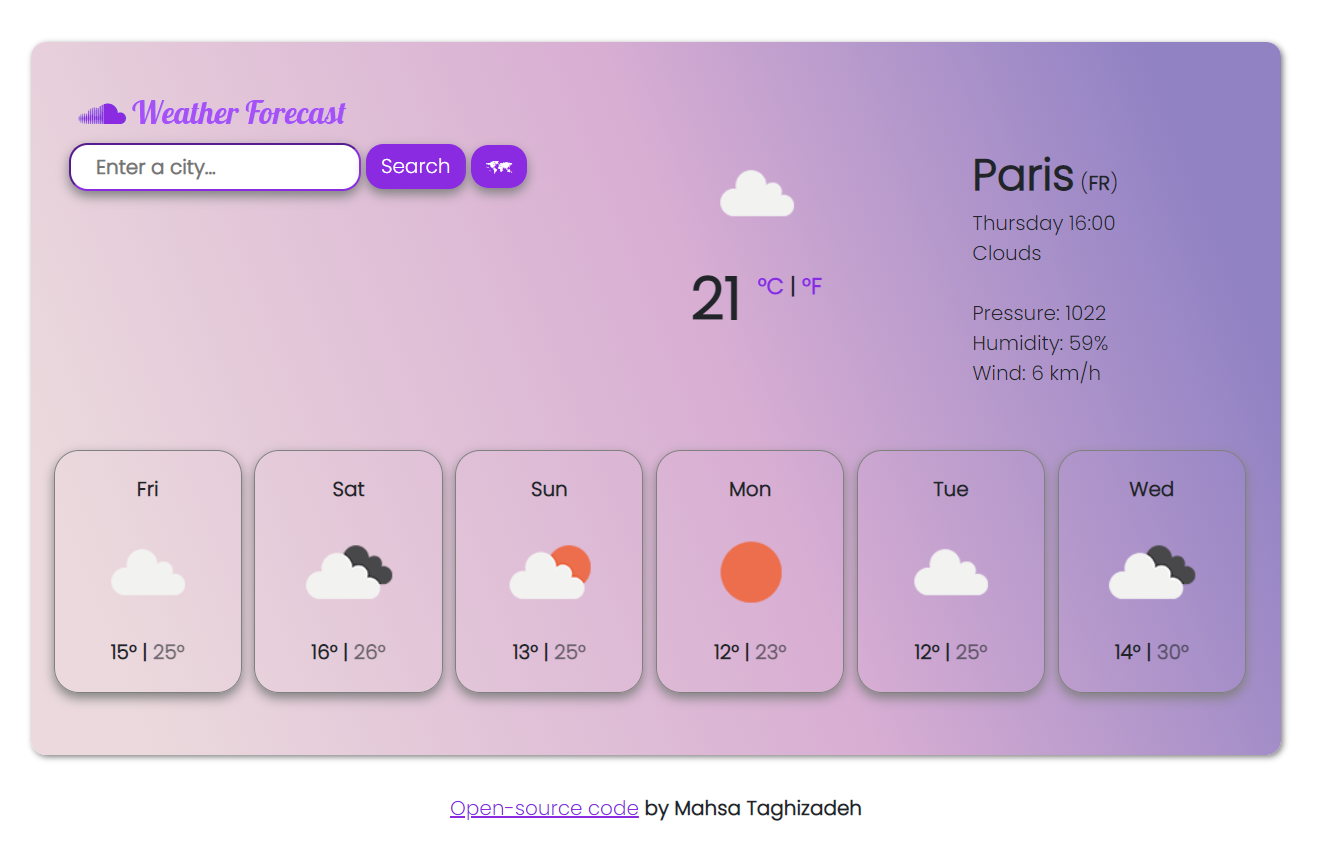 Weather Forecast
Enter a city...
Search
Paris (FR)
Thursday 16:00
Clouds
21 °C | °F
Pressure: 1022
Humidity: 59%
Wind: 6 km/h
Fri
15° | 25°
Sat
16° | 26°
Sun
13° | 25°
Mon
12° | 23°
Tue
12° | 25°
Wed
14° | 30°
Open-source code by Mahsa Taghizadeh